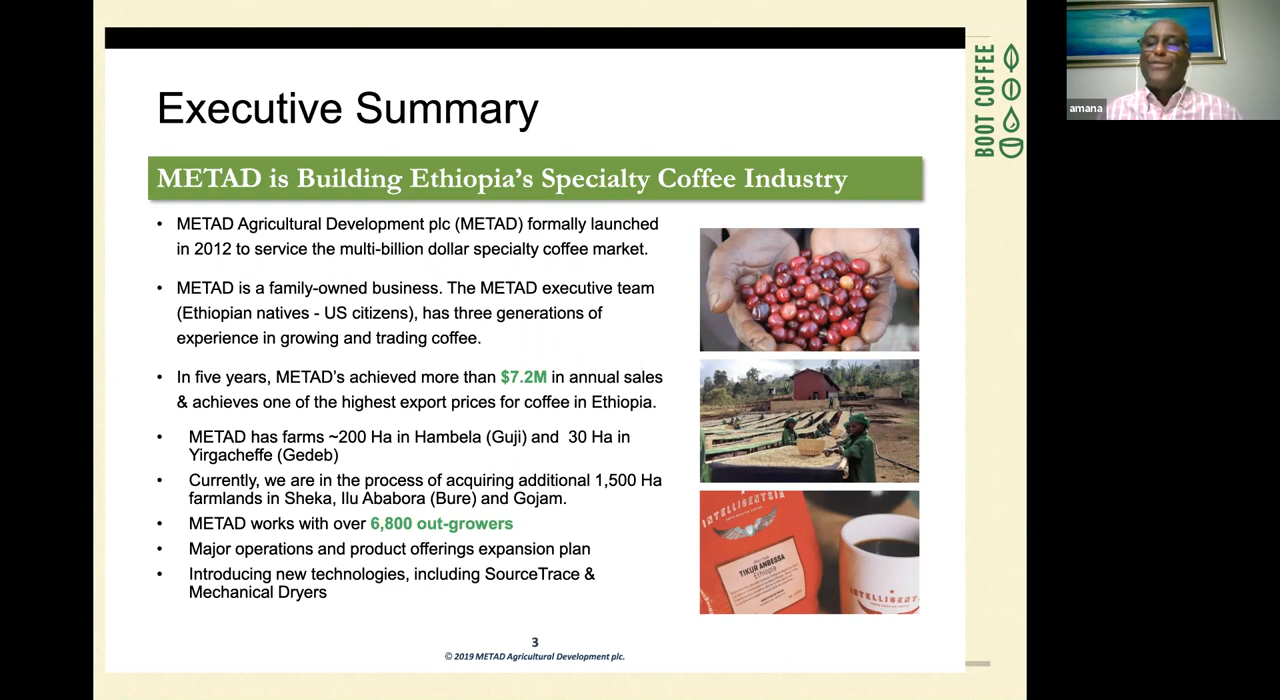 Executive Summary
METAD is Building Ethiopia's Specialty Coffee Industry
• METAD Agricultural Development plc (METAD) formally launched
in 2012 to service the multi-billion dollar specialty coffee market.
• METAD is a family-owned business. The METAD executive team
(Ethiopian natives - US citizens), has three generations of
experience in growing and trading coffee.
• In five years, METAD's achieved more than $7.2M in annual sales
& achieves one of the highest export prices for coffee in Ethiopia.
• METAD has farms ~200 Ha in Hambela (Guji) and 30 Ha in
Yirgacheffe (Gedeb)
• Currently, we are in the process of acquiring additional 1,500 Ha
farmlands in Sheka, Ilu Ababora (Bure) and Gojam.
• METAD works with over 6,800 out-growers
• Major operations and product offerings expansion plan
• Introducing new technologies, including SourceTrace &
Mechanical Dryers
INTELLIGENTSIA
TIKUR ANBESSA
Ethiopia
INTELLIGENTS
3
© 2019 METAD Agricultural Development plc.
BOOT COFFEE
amana